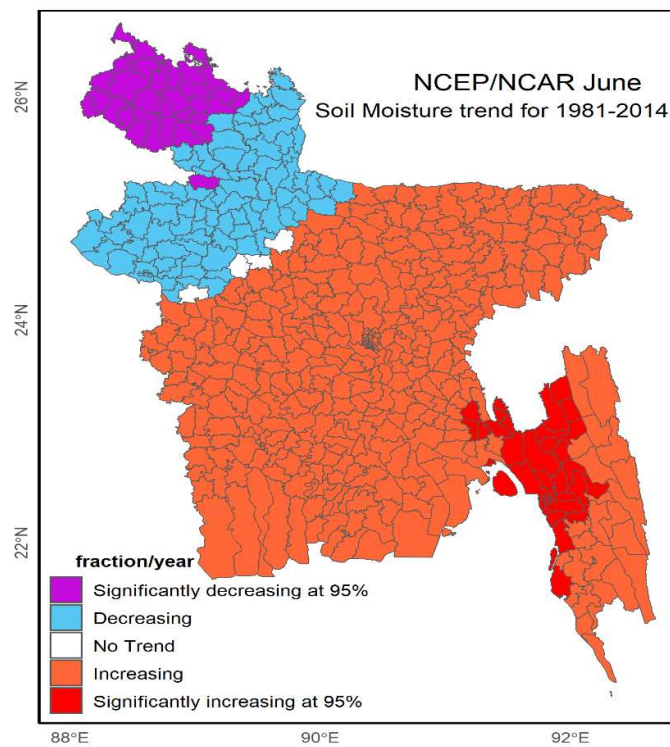 NCEP/NCAR June
Soil Moisture trend for 1981-2014
26°N
24°N
22°N
fraction/year
Significantly decreasing at 95%
Decreasing
No Trend
Increasing
Significantly increasing at 95%
88°E
90°E
92°E